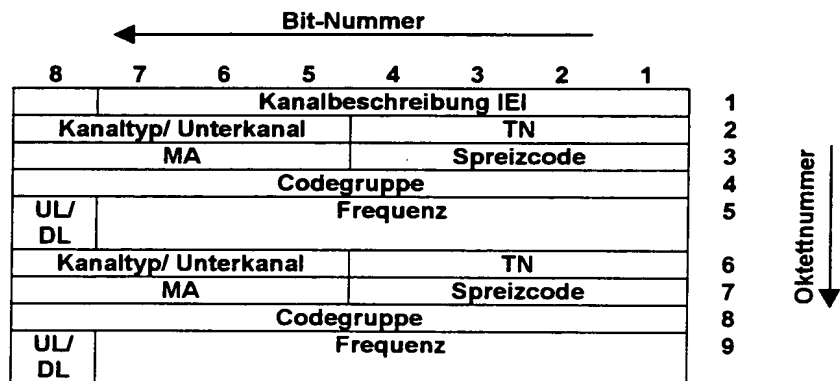 Bit-Nummer
8 7 6 5 4 3 2 1
Kanalbeschreibung IEI 1
Kanaltyp/ Unterkanal TN 2
MA Spreizcode 3
Codegruppe 4
UL/ Frequenz 5
DL
Kanaltyp/ Unterkanal TN 6
MA Spreizcode 7
Codegruppe 8
UL/ Frequenz 9
DL
Oktettnummer